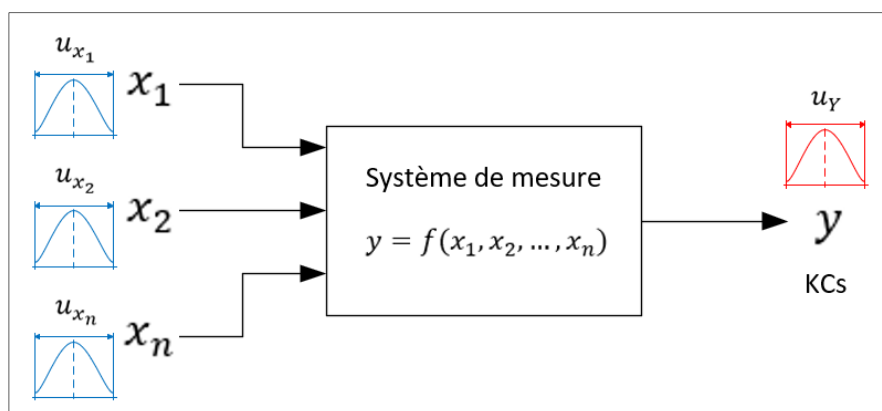 u_{x_1}
x_1
u_{x_2}
x_2
u_{x_n}
x_n
Système de mesure
y = f(x_1, x_2, ..., x_n)
u_Y
y
KCs